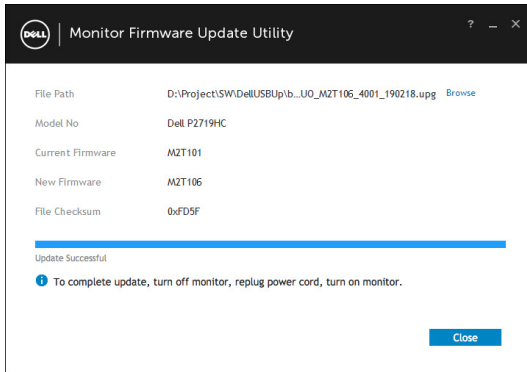 DELL Monitor Firmware Update Utility ? _ ×
File Path D:\Project\SW\DellUSBUp\b...UO_M2T106_4001_190218.upg Browse
Model No Dell P2719HC
Current Firmware M2T101
New Firmware M2T106
File Checksum 0xFD5F
Update Successful
i To complete update, turn off monitor, replug power cord, turn on monitor.
Close